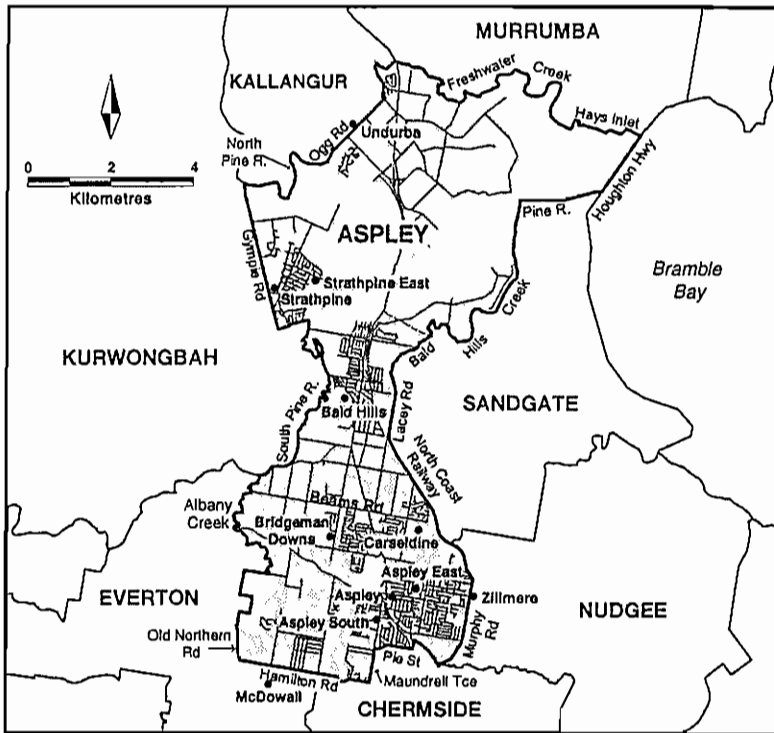 MURRUMBA
KALLANGUR
Freshwater Creek
Hays Inlet
Ogg Rd
Undurba
North
Pine R.
0 2 4
Kilometres
Houghton Hwy
Pine R.
ASPLEY
Gympie Rd
Bramble
Bay
Strathpine East
Strathpine
Bald Hills Creek
KURWONGBAH
SANDGATE
South Pine R.
Bald Hills
Lacey Rd
North Coast
Railway
Albany
Creek
Beams Rd
Bridgeman
Downs
Carseldine
Aspley East
EVERTON
Aspley
Zillmere
NUDGEE
Aspley South
Murphy
Rd
Old Northern
Rd
Pie St
Hamilton Rd
Maundrell Tce
McDowall
CHERMSIDE